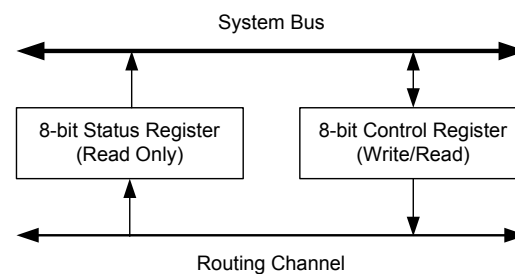 System Bus
8-bit Status Register
(Read Only)
8-bit Control Register
(Write/Read)
Routing Channel